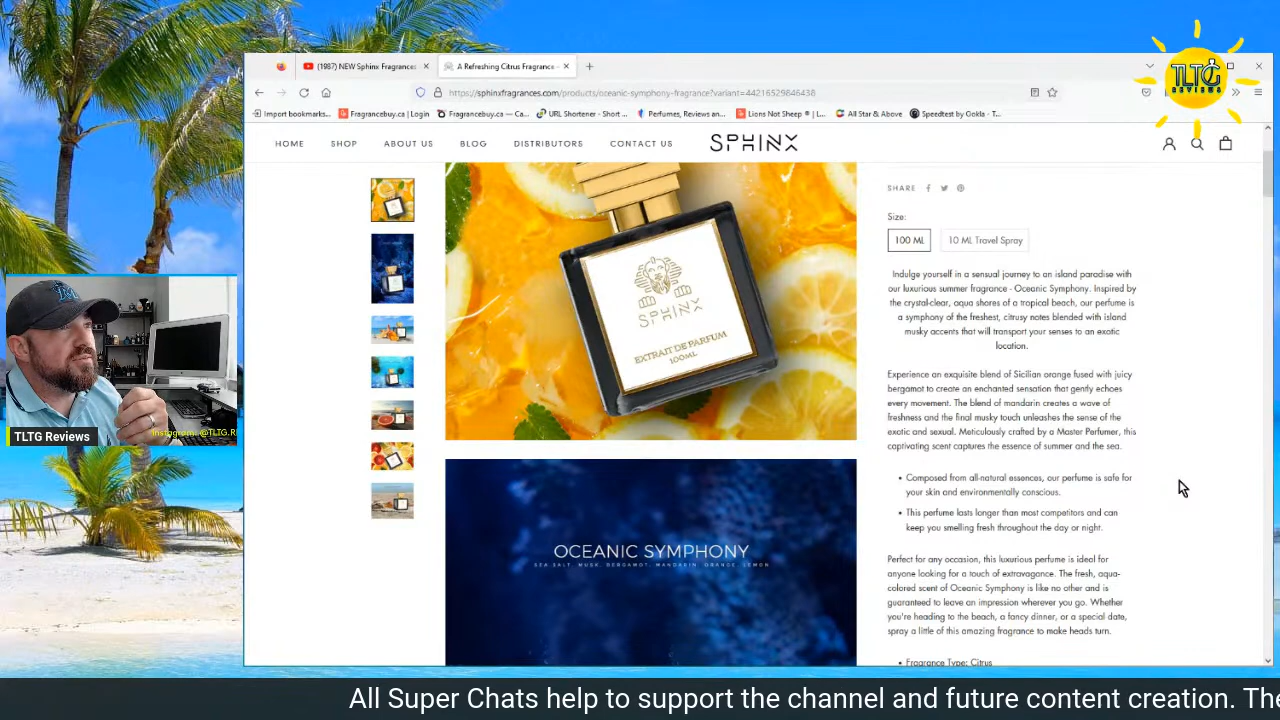 TLTG
REVIEWS
(1987) NEW Sphinx Fragrances
A Refreshing Citrus Fragrance -
https://sphinxfragrances.com/products/oceanic-symphony-fragrance?variant=44216529846438
Import bookmarks...
Fragrancebuy.ca | Login
Fragrancebuy.ca — Ca...
URL Shortener - Short ...
Perfumes, Reviews an...
Lions Not Sheep ® | L...
All Star & Above
Speedtest by Ookla - T...
HOME
SHOP
ABOUT US
BLOG
DISTRIBUTORS
CONTACT US
SPHINX
SHARE
Size:
100 ML
10 ML Travel Spray
Indulge yourself in a sensual journey to an island paradise with
our luxurious summer fragrance - Oceanic Symphony. Inspired by
the crystal-clear, aqua shores of a tropical beach, our perfume is
a symphony of the freshest, citrusy notes blended with island
musky accents that will transport your senses to an exotic
location.
Experience an exquisite blend of Sicilian orange fused with juicy
bergamot to create an enchanted sensation that gently echoes
every movement. The blend of mandarin creates a wave of
freshness and the final musky touch unleashes the sense of the
exotic and sexual. Meticulously crafted by a Master Perfumer, this
captivating scent captures the essence of summer and the sea.
• Composed from all-natural essences, our perfume is safe for
your skin and environmentally conscious.
• This perfume lasts longer than most competitors and can
keep you smelling fresh throughout the day or night.
Perfect for any occasion, this luxurious perfume is ideal for
anyone looking for a touch of extravagance. The fresh, aqua-
colored scent of Oceanic Symphony is like no other and is
guaranteed to leave an impression wherever you go. Whether
you're heading to the beach, a fancy dinner, or a special date,
spray a little of this amazing fragrance to make heads turn.
• Fragrance Type: Citrus
SPHINX
EXTRAIT DE PARFUM
100ML
OCEANIC SYMPHONY
SEA SALT. MUSK. BERGAMOT. MANDARIN. ORANGE. LEMON
Instagram: @TLTG.R
TLTG Reviews
All Super Chats help to support the channel and future content creation. The